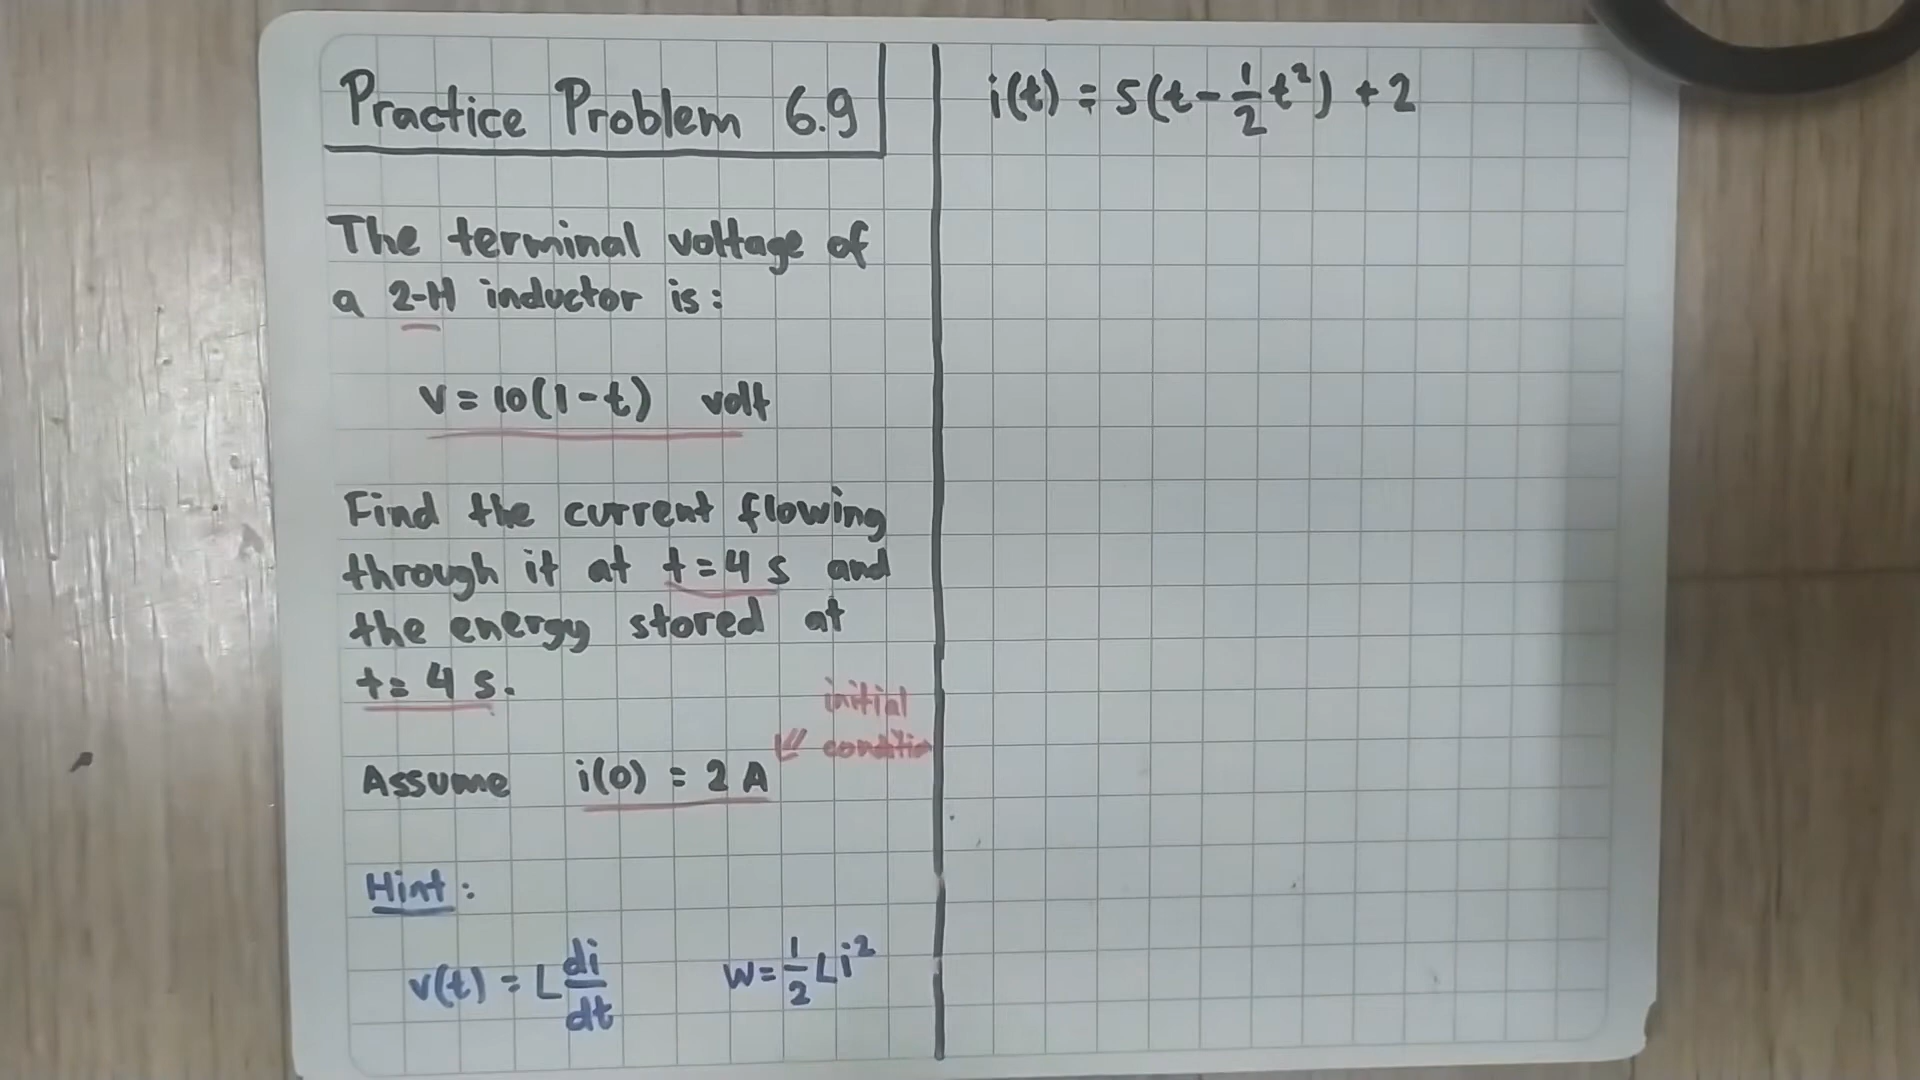 Practice Problem 6.9
The terminal voltage of
a 2-H inductor is:
v = 10(1-t) volt
Find the current flowing
through it at t=4 s and
the energy stored at
t= 4 s.
initial
condition
Assume i(0) = 2 A
Hint:
v(t) = L di/dt w = 1/2 Li²
i(t) = 5(t - 1/2 t²) + 2